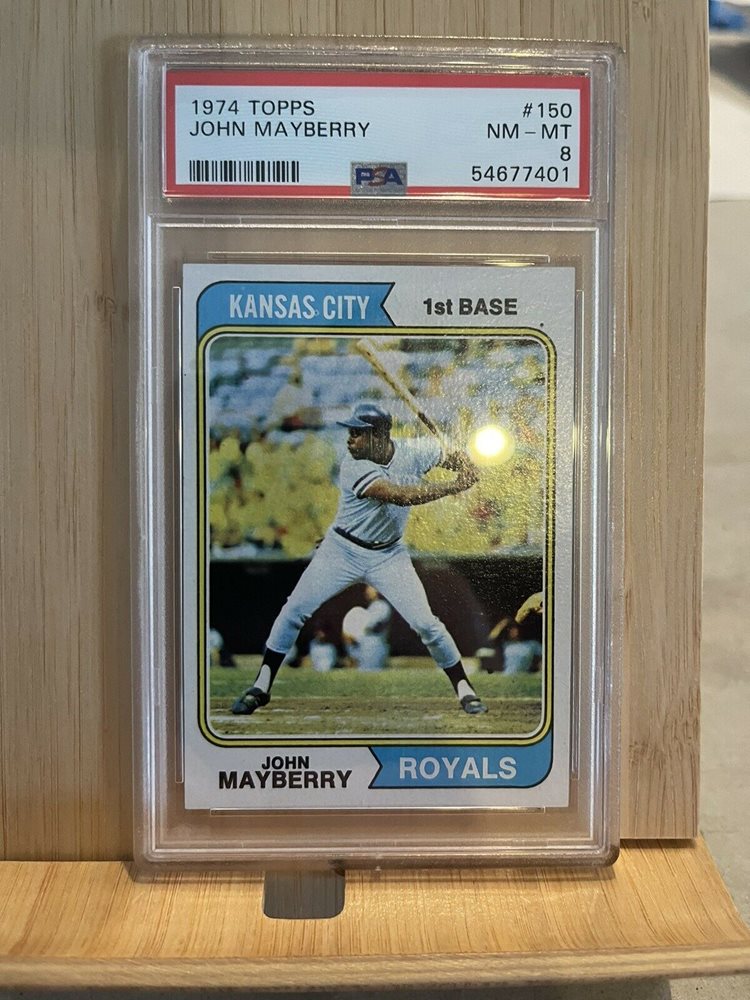 1974 TOPPS #150
JOHN MAYBERRY NM - MT
8
PSA 54677401
KANSAS CITY 1st BASE
JOHN
MAYBERRY
ROYALS